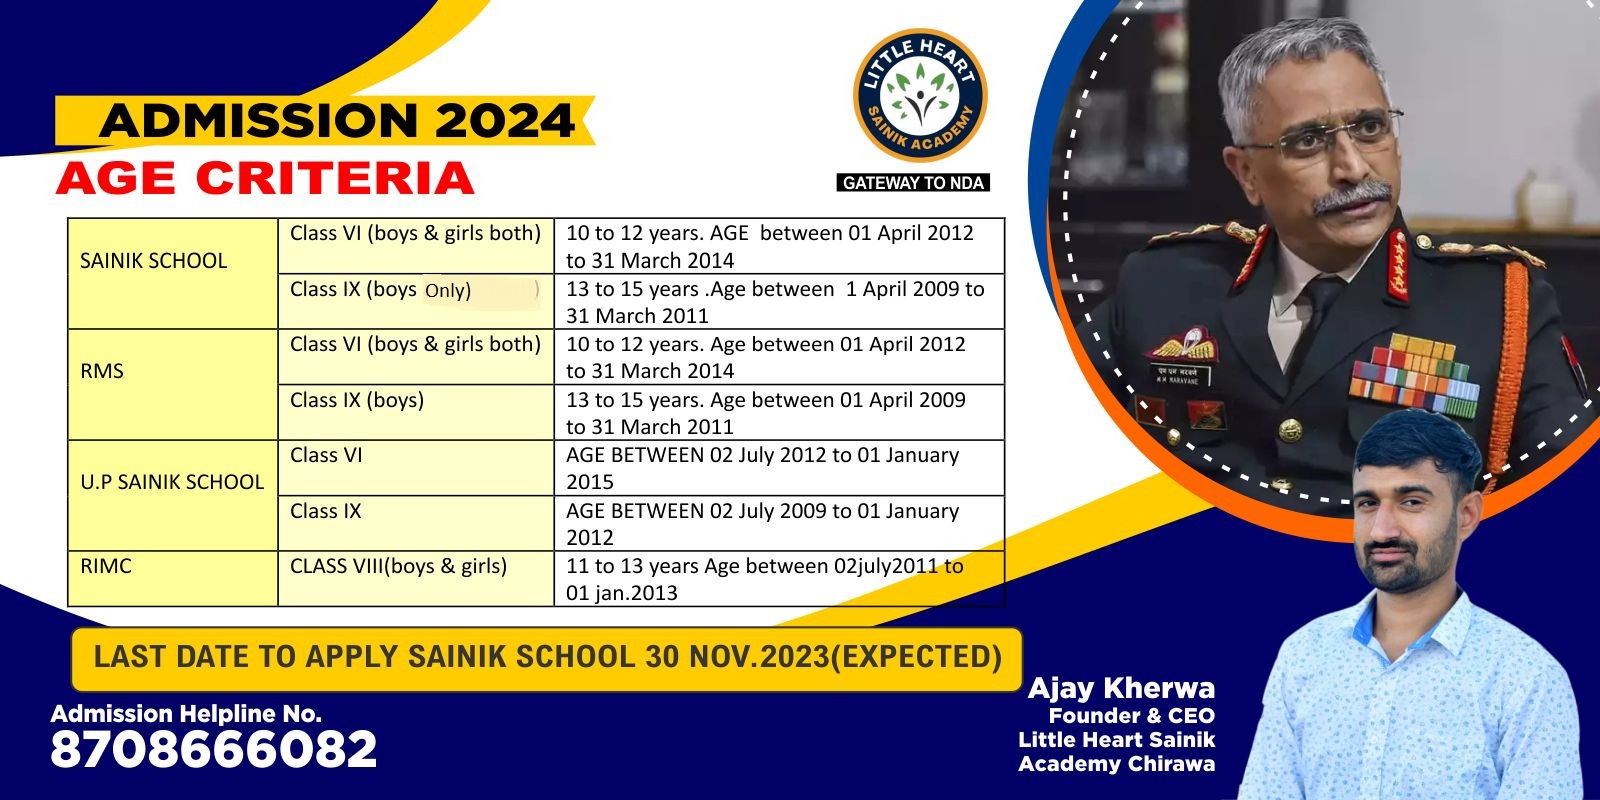 ADMISSION 2024
AGE CRITERIA
LITTLE HEART
SAINIK ACADEMY
GATEWAY TO NDA
SAINIK SCHOOL
Class VI (boys & girls both)
10 to 12 years. AGE  between 01 April 2012
to 31 March 2014
Class IX (boys Only) )
13 to 15 years .Age between  1 April 2009 to
31 March 2011
RMS
Class VI (boys & girls both)
10 to 12 years. Age between 01 April 2012
to 31 March 2014
Class IX (boys)
13 to 15 years. Age between 01 April 2009
to 31 March 2011
U.P SAINIK SCHOOL
Class VI
AGE BETWEEN 02 July 2012 to 01 January
2015
Class IX
AGE BETWEEN 02 July 2009 to 01 January
2012
RIMC
CLASS VIII(boys & girls)
11 to 13 years Age between 02july2011 to
01 jan.2013
LAST DATE TO APPLY SAINIK SCHOOL 30 NOV.2023(EXPECTED)
Admission Helpline No.
8708666082
एम एम नरवणे
M M NARAVANE
Ajay Kherwa
Founder & CEO
Little Heart Sainik
Academy Chirawa